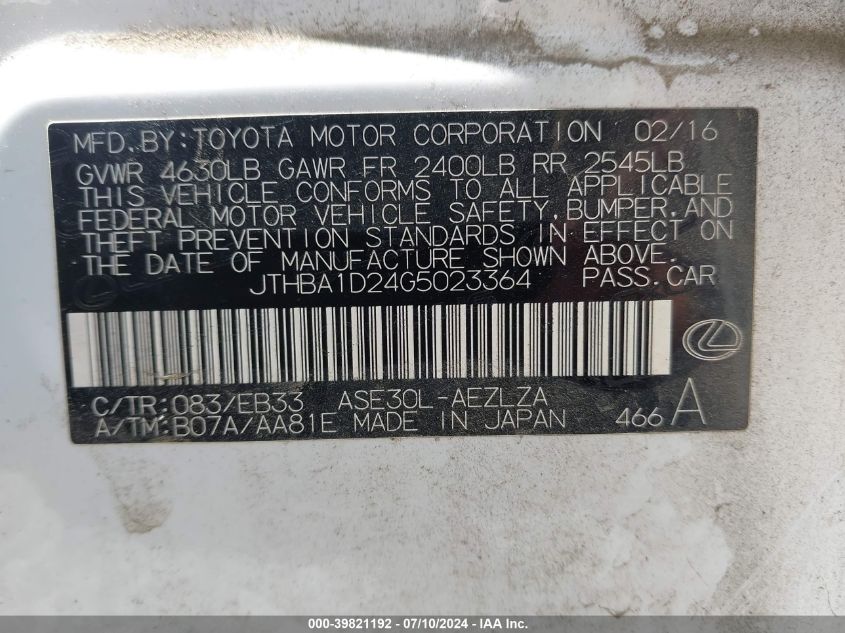 MFD.BY:TOYOTA MOTOR CORPORATION 02/16
GVWR 4630LB GAWR FR 2400LB RR 2545LB
THIS VEHICLE CONFORMS TO ALL APPLICABLE
FEDERAL MOTOR VEHICLE SAFETY,BUMPER,AND
THEFT PREVENTION STANDARDS IN EFFECT ON
THE DATE OF MANUFACTURE SHOWN ABOVE.
JTHBA1D24G5023364 PASS.CAR
C/TR:083/EB33 ASE30L-AEZLZA
A/TM:B07A/AA81E MADE IN JAPAN 466 A
000-39821192 - 07/10/2024 - IAA Inc.